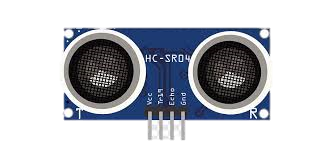 HC-SR04
Vcc
Trig
Echo
Gnd
T
R